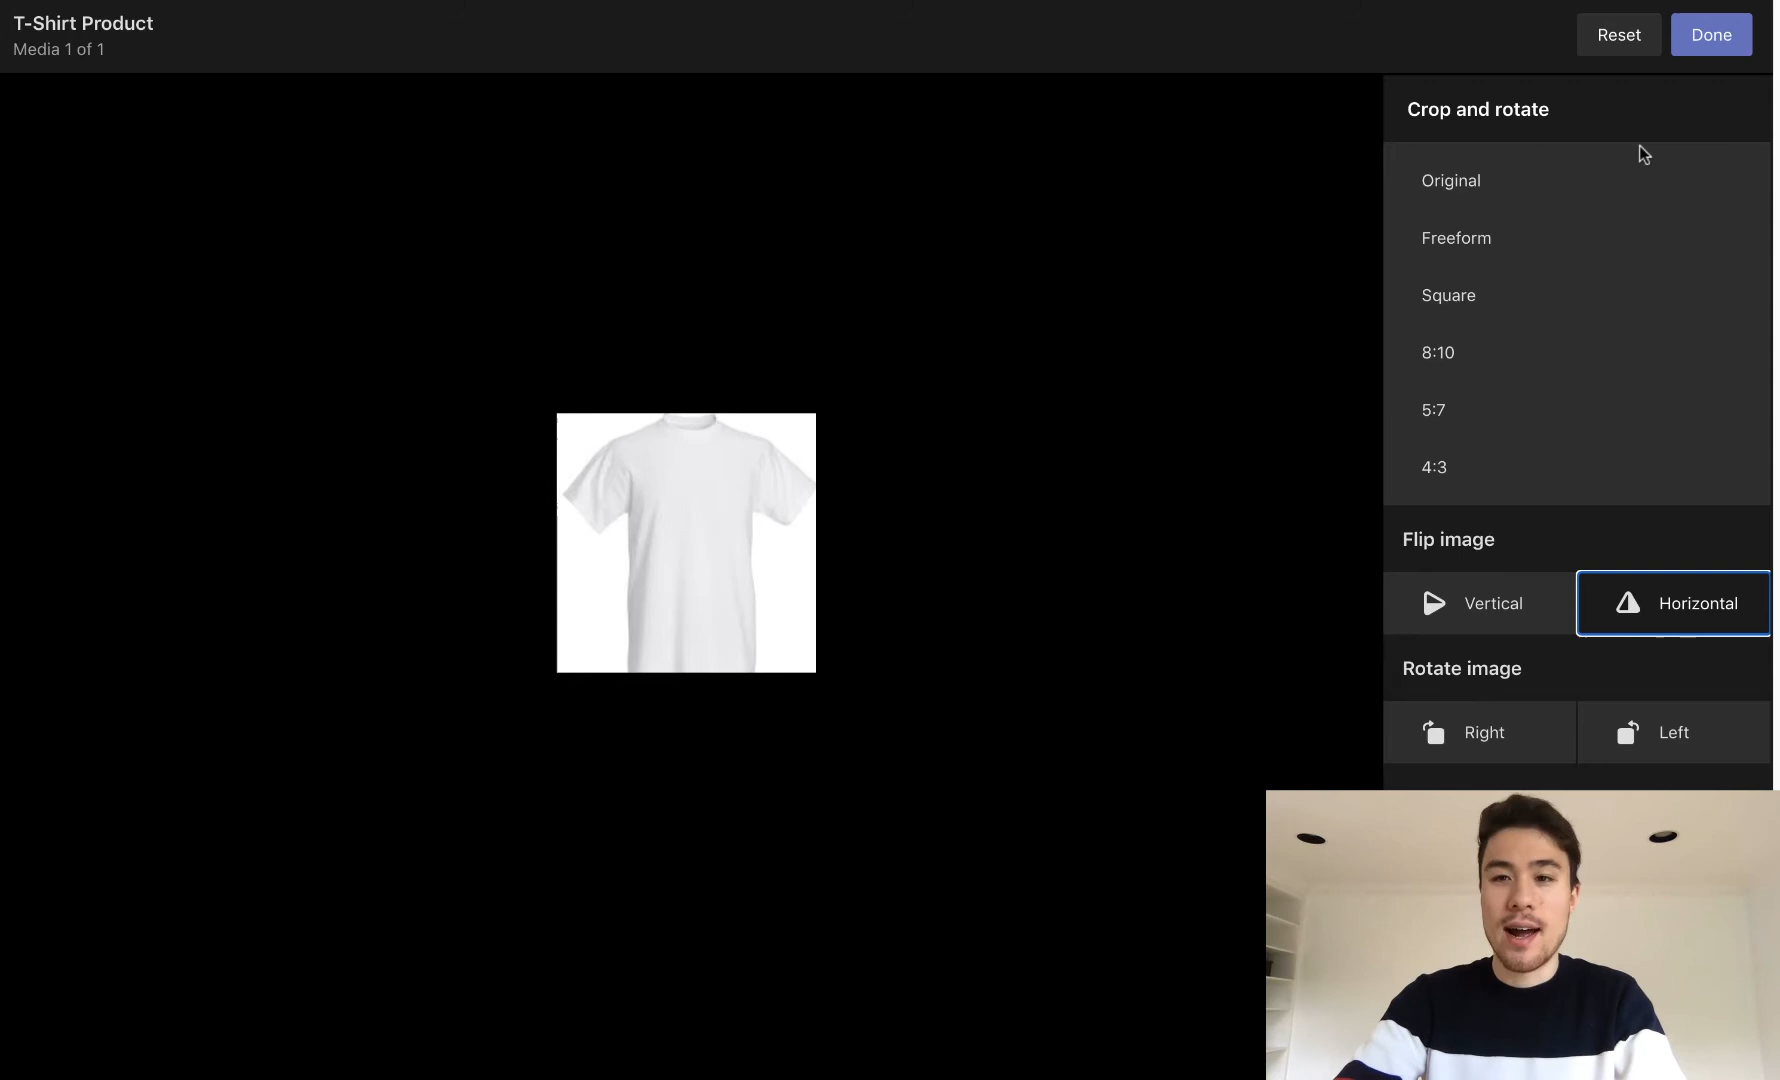 T-Shirt Product
Media 1 of 1
Reset
Done
Crop and rotate
Original
Freeform
Square
8:10
5:7
4:3
Flip image
Vertical
Horizontal
Rotate image
Right
Left